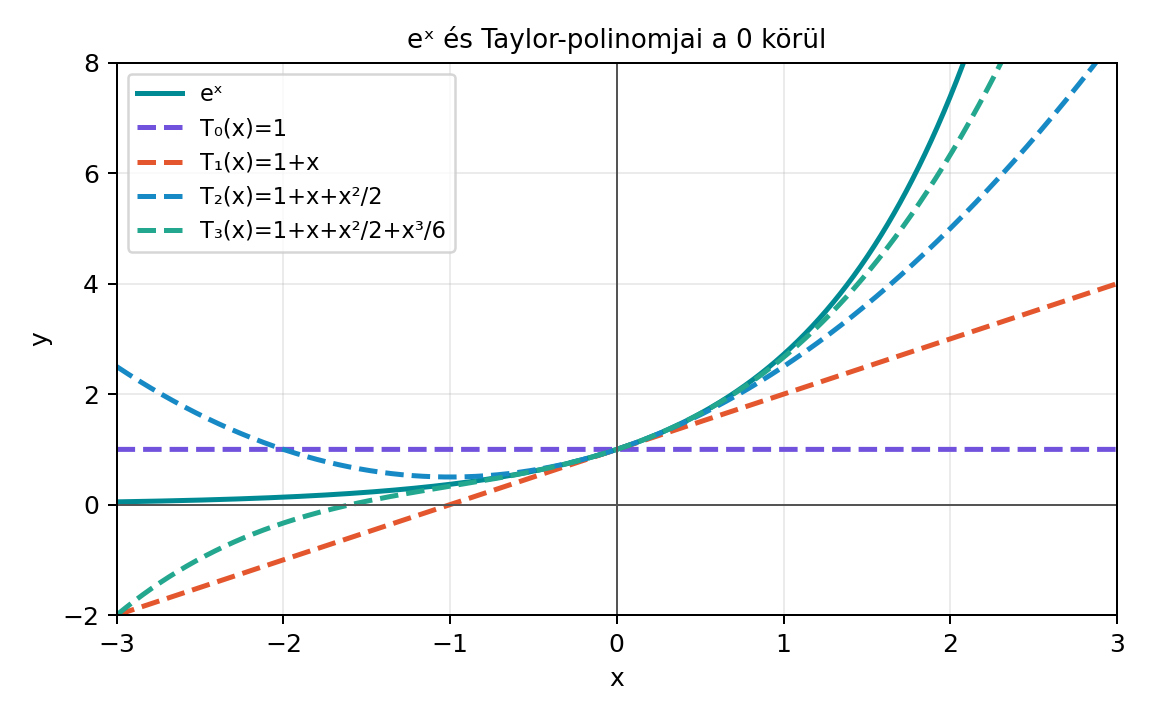 eˣ és Taylor-polinomjai a 0 körül
eˣ
T₀(x)=1
T₁(x)=1+x
T₂(x)=1+x+x²/2
T₃(x)=1+x+x²/2+x³/6
8
6
4
2
0
−2
y
−3 −2 −1 0 1 2 3
x